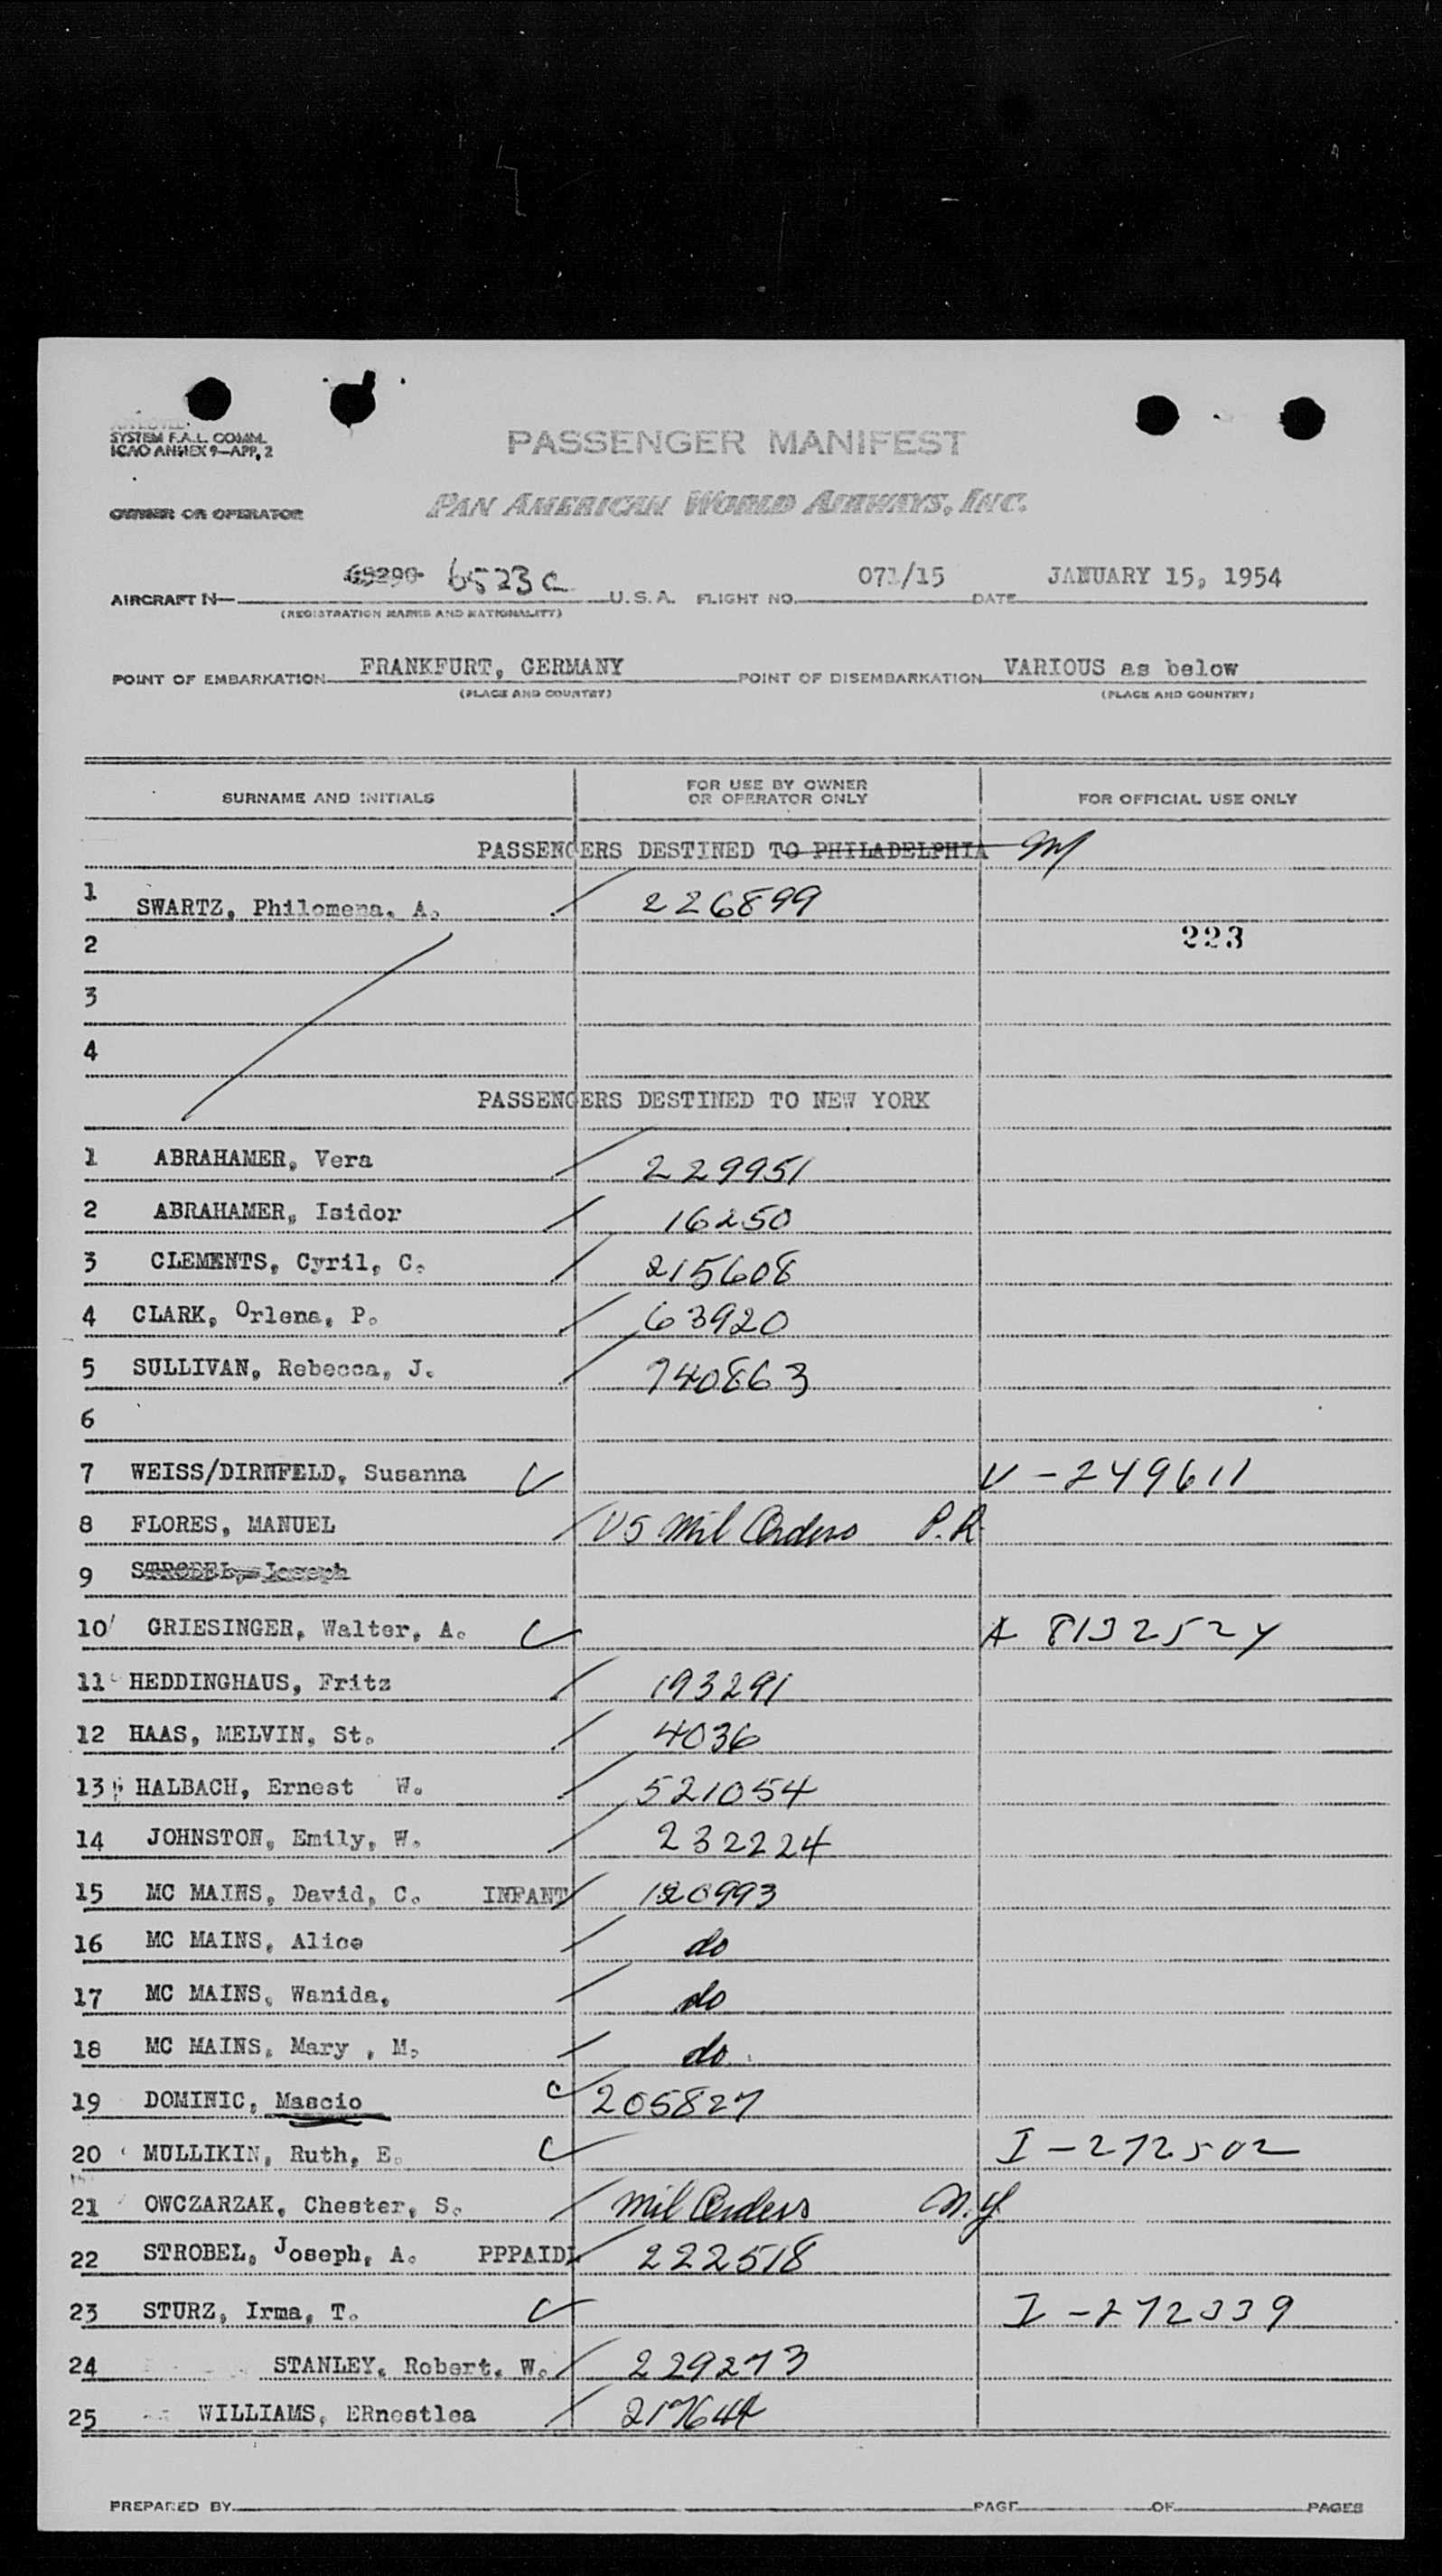 SYSTEM F.A.L. COMM.
ICAO ANNEX 9—APP. 2
PASSENGER MANIFEST
OWNER OR OPERATOR PAN AMERICAN WORLD AIRWAYS, INC.
AIRCRAFT N— 65290 6523C U.S.A. FLIGHT NO. 071/15 DATE JANUARY 15, 1954
(REGISTRATION MARKS AND NATIONALITY)
POINT OF EMBARKATION FRANKFURT, GERMANY POINT OF DISEMBARKATION VARIOUS as below
(PLACE AND COUNTRY) (PLACE AND COUNTRY)
SURNAME AND INITIALS FOR USE BY OWNER OR OPERATOR ONLY FOR OFFICIAL USE ONLY
PASSENGERS DESTINED TO PHILADELPHIA
1 SWARTZ, Philomena, A. 226899
2 223
3
4
PASSENGERS DESTINED TO NEW YORK
1 ABRAHAMER, Vera 229951
2 ABRAHAMER, Isidor 16250
3 CLEMENTS, Cyril, C. 215608
4 CLARK, Orlena, P. 63920
5 SULLIVAN, Rebecca, J. 740863
6
7 WEISS/DIRNFELD, Susanna V-249611
8 FLORES, MANUEL US Mil Orders P.R.
9 STROBEL, Joseph
10 GRIESINGER, Walter, A. A 8132524
11 HEDDINGHAUS, Fritz 193291
12 HAAS, MELVIN, St. 4036
13 HALBACH, Ernest W. 521054
14 JOHNSTON, Emily, W. 232224
15 MC MAINS, David, C. INFANT 120993
16 MC MAINS, Alice do
17 MC MAINS, Wanida, do
18 MC MAINS, Mary , M. do
19 DOMINIC, Mascio 205827
20 MULLIKIN, Ruth, E. I-272502
21 OWCZARZAK, Chester, S. Mil Orders N.Y.
22 STROBEL, Joseph, A. PPPAIDL 222518
23 STURZ, Irma, T. I-272339
24 STANLEY, Robert, W. 229273
25 WILLIAMS, ERnestlea 217644
PREPARED BY PAGE OF PAGES